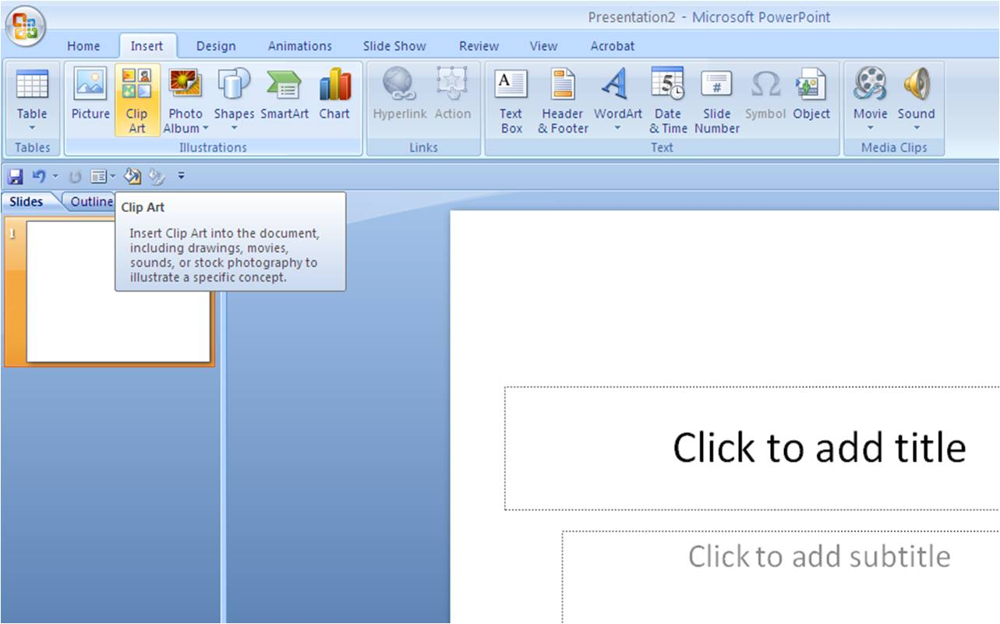 Presentation2 - Microsoft PowerPoint
Home Insert Design Animations Slide Show Review View Acrobat
Table Picture Clip Art Photo Album Shapes SmartArt Chart Hyperlink Action Text Box Header & Footer WordArt Date & Time Slide Number Symbol Object Movie Sound
Tables Illustrations Links Text Media Clips
Slides Outline
Clip Art
Insert Clip Art into the document,
including drawings, movies,
sounds, or stock photography to
illustrate a specific concept.
1
Click to add title
Click to add subtitle